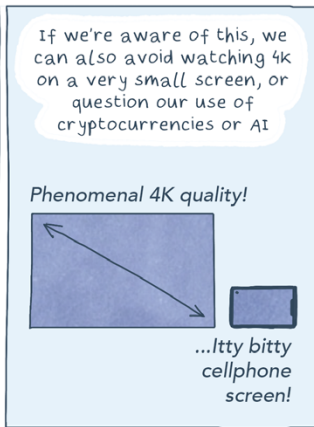 If we're aware of this, we
can also avoid watching 4k
on a very small screen, or
question our use of
cryptocurrencies or AI
Phenomenal 4K quality!
...Itty bitty
cellphone
screen!